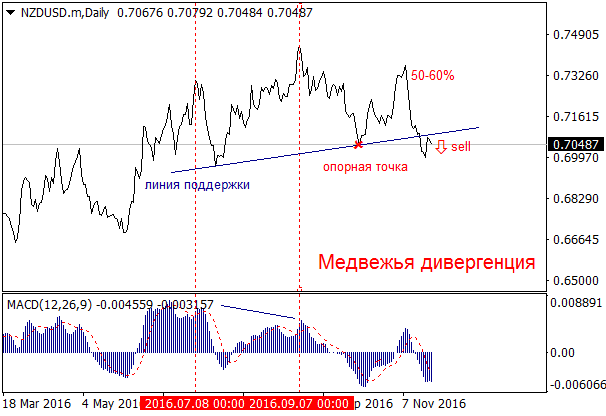 NZDUSD.m,Daily 0.70676 0.70792 0.70484 0.70487
0.74905
50-60%
0.73260
0.71615
0.70487
sell
0.69970
опорная точка
линия поддержки
0.68290
0.66645
Медвежья дивергенция
0.65000
MACD(12,26,9) -0.004559 -0.003157
0.008891
0.00
-0.006066
18 Mar 2016 4 May 201 2016.07.08 00:00 2016.09.07 00:00 p 2016 7 Nov 2016